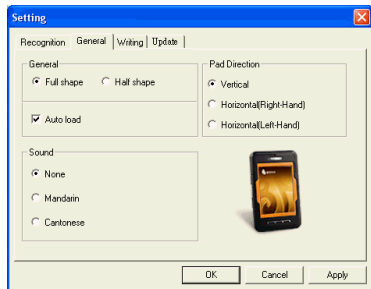 Setting
Recognition General Writing Update
General
Full shape Half shape
Auto load
Pad Direction
Vertical
Horizontal(Right-Hand)
Horizontal(Left-Hand)
Sound
None
Mandarin
Cantonese
OK Cancel Apply